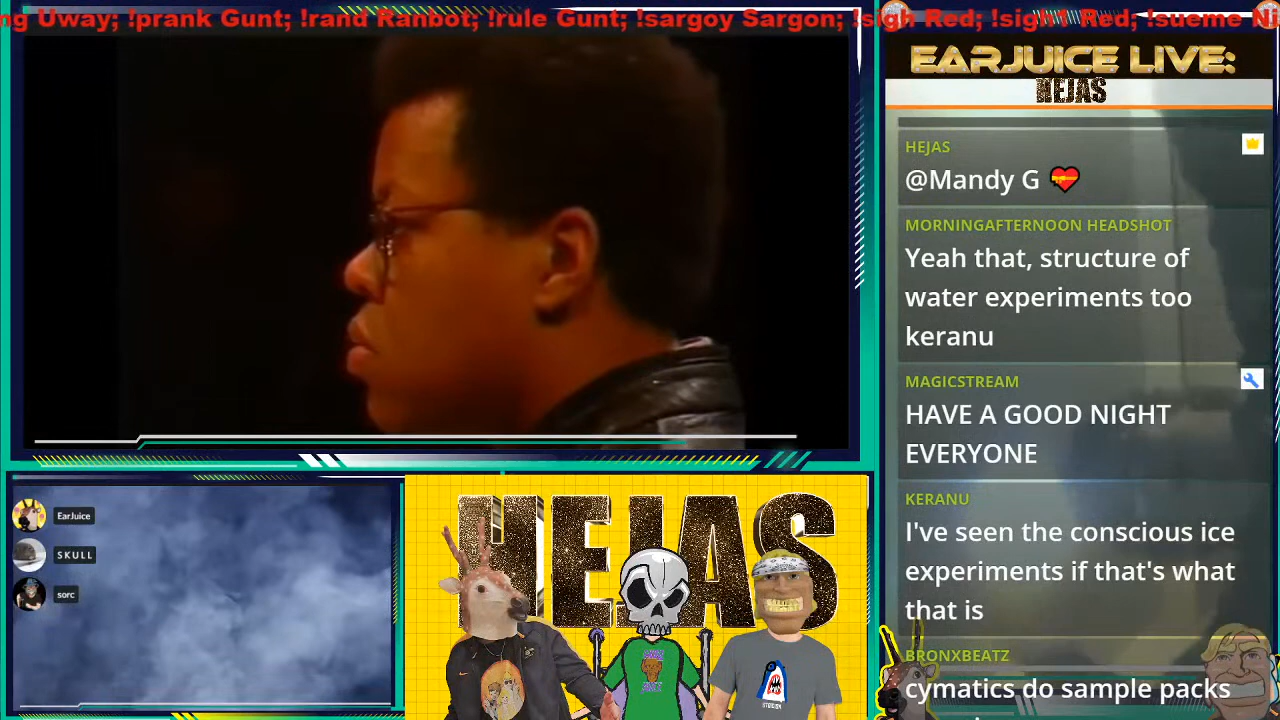 ng Uway; !prank Gunt; !rand Ranbot; !rule Gunt; !sargoy Sargon; !sigh Red; !sight Red; !sueme Ni
EARJUICE LIVE:
HEJAS
HEJAS
@Mandy G
MORNINGAFTERNOON HEADSHOT
Yeah that, structure of
water experiments too
keranu
MAGICSTREAM
HAVE A GOOD NIGHT
EVERYONE
KERANU
I've seen the conscious ice
experiments if that's what
that is
BRONXBEATZ
cymatics do sample packs
EarJuice
SKULL
sorc
HEJAS